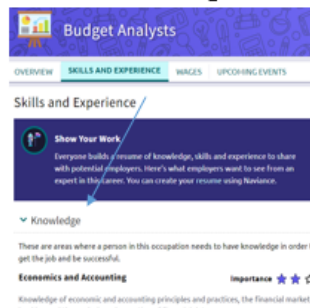 Budget Analysts
OVERVIEW SKILLS AND EXPERIENCE WAGES UPCOMING EVENTS
Skills and Experience
Show Your Work
Everyone builds a resume of knowledge, skills and experience to share
with potential employers. Here's what employers want to see from an
expert in this career. You can create your resume using Naviance.
Knowledge
These are areas where a person in this occupation needs to have knowledge in order
get the job and be successful.
Economics and Accounting Importance
Knowledge of economic and accounting principles and practices, the financial market